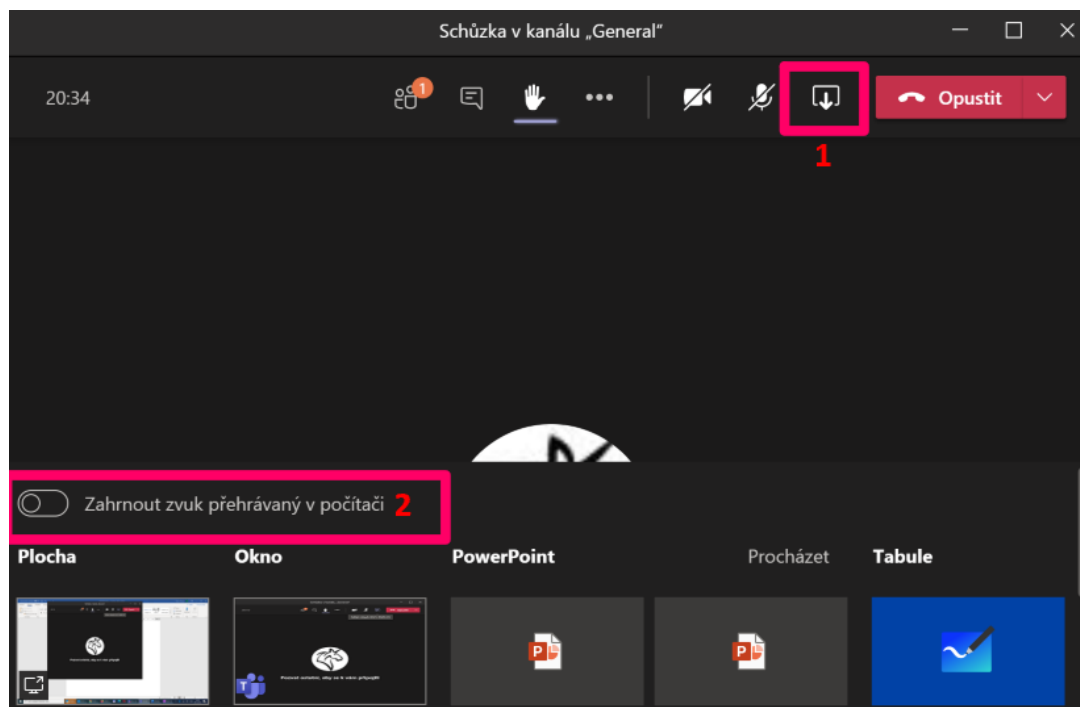 Schůzka v kanálu „General“
20:34
1
Opustit
1
Zahrnout zvuk přehrávaný v počítači 2
Plocha Okno PowerPoint Procházet Tabule
P P